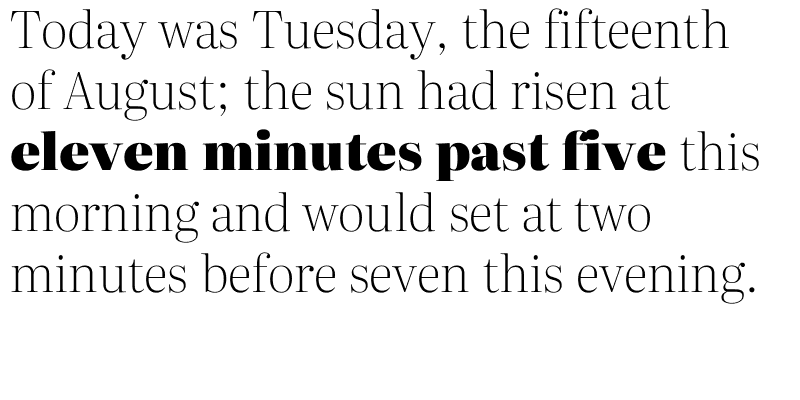 Today was Tuesday, the fifteenth
of August; the sun had risen at
eleven minutes past five this
morning and would set at two
minutes before seven this evening.